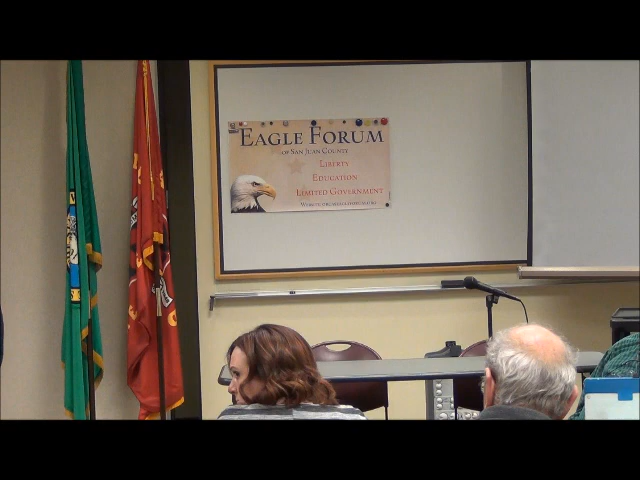 EAGLE FORUM
OF SAN JUAN COUNTY
LIBERTY
EDUCATION
LIMITED GOVERNMENT